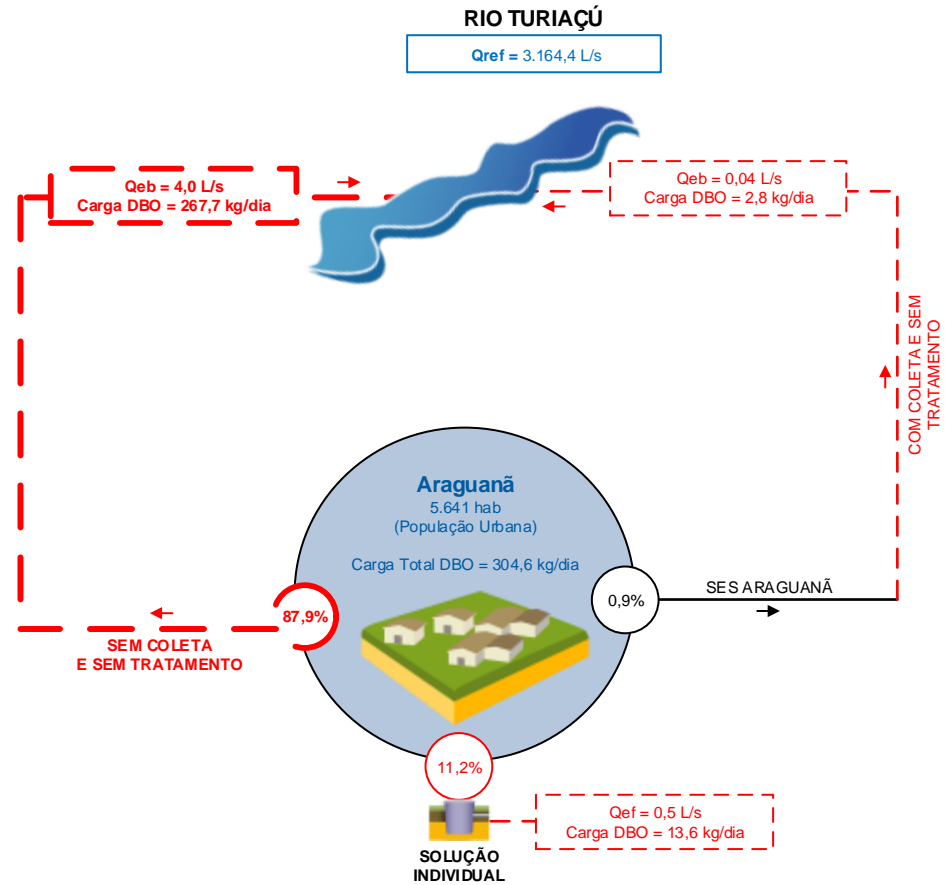 RIO TURIAÇÚ
Qref = 3.164,4 L/s
Qeb = 4,0 L/s
Carga DBO = 267,7 kg/dia
Qeb = 0,04 L/s
Carga DBO = 2,8 kg/dia
COM COLETA E SEM
TRATAMENTO
Araguanã
5.641 hab
(População Urbana)
Carga Total DBO = 304,6 kg/dia
87,9%
0,9%
SES ARAGUANÃ
SEM COLETA
E SEM TRATAMENTO
11,2%
Qef = 0,5 L/s
Carga DBO = 13,6 kg/dia
SOLUÇÃO
INDIVIDUAL